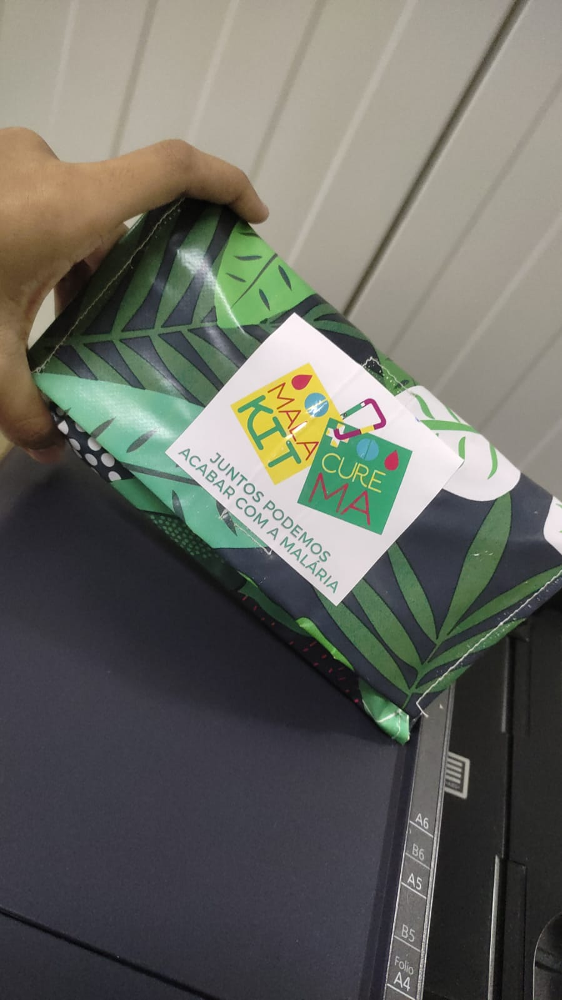 MALA
KIT
CURE
MA
JUNTOS PODEMOS
ACABAR COM A MALÁRIA
A6
B6
A5
B5
Folio
A4